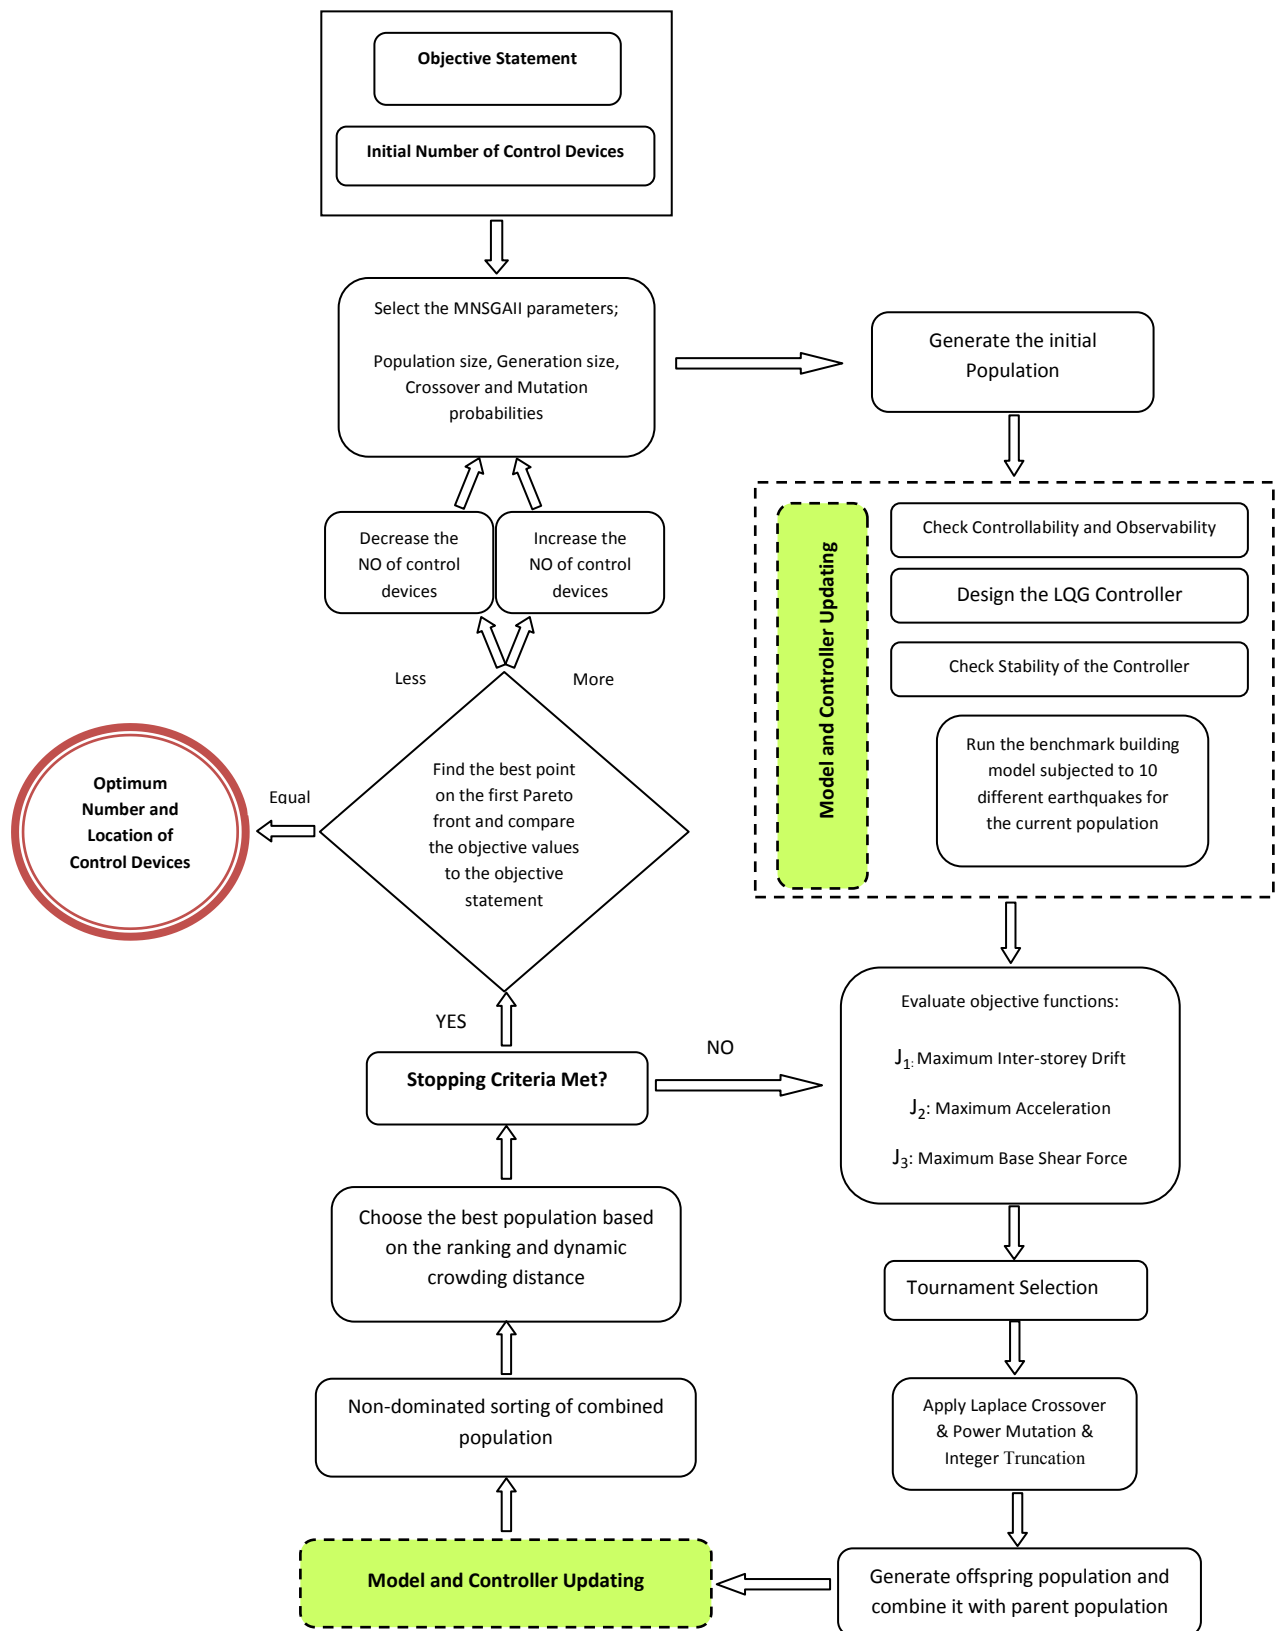 Objective Statement
Initial Number of Control Devices
Select the MNSGAII parameters;
Population size, Generation size,
Crossover and Mutation
probabilities
Generate the initial
Population
Decrease the
NO of control
devices
Increase the
NO of control
devices
Less
More
Model and Controller Updating
Check Controllability and Observability
Design the LQG Controller
Check Stability of the Controller
Run the benchmark building
model subjected to 10
different earthquakes for
the current population
Find the best point
on the first Pareto
front and compare
the objective values
to the objective
statement
Equal
Optimum
Number and
Location of
Control Devices
YES
Stopping Criteria Met?
NO
Evaluate objective functions:
J1: Maximum Inter-storey Drift
J2: Maximum Acceleration
J3: Maximum Base Shear Force
Choose the best population based
on the ranking and dynamic
crowding distance
Tournament Selection
Non-dominated sorting of combined
population
Apply Laplace Crossover
& Power Mutation &
Integer Truncation
Model and Controller Updating
Generate offspring population and
combine it with parent population